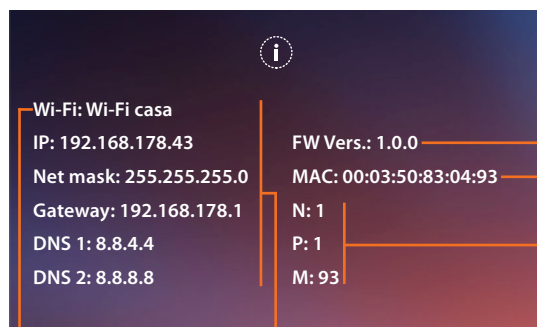 i
Wi-Fi: Wi-Fi casa
IP: 192.168.178.43
Net mask: 255.255.255.0
Gateway: 192.168.178.1
DNS 1: 8.8.4.4
DNS 2: 8.8.8.8
FW Vers.: 1.0.0
MAC: 00:03:50:83:04:93
N: 1
P: 1
M: 93